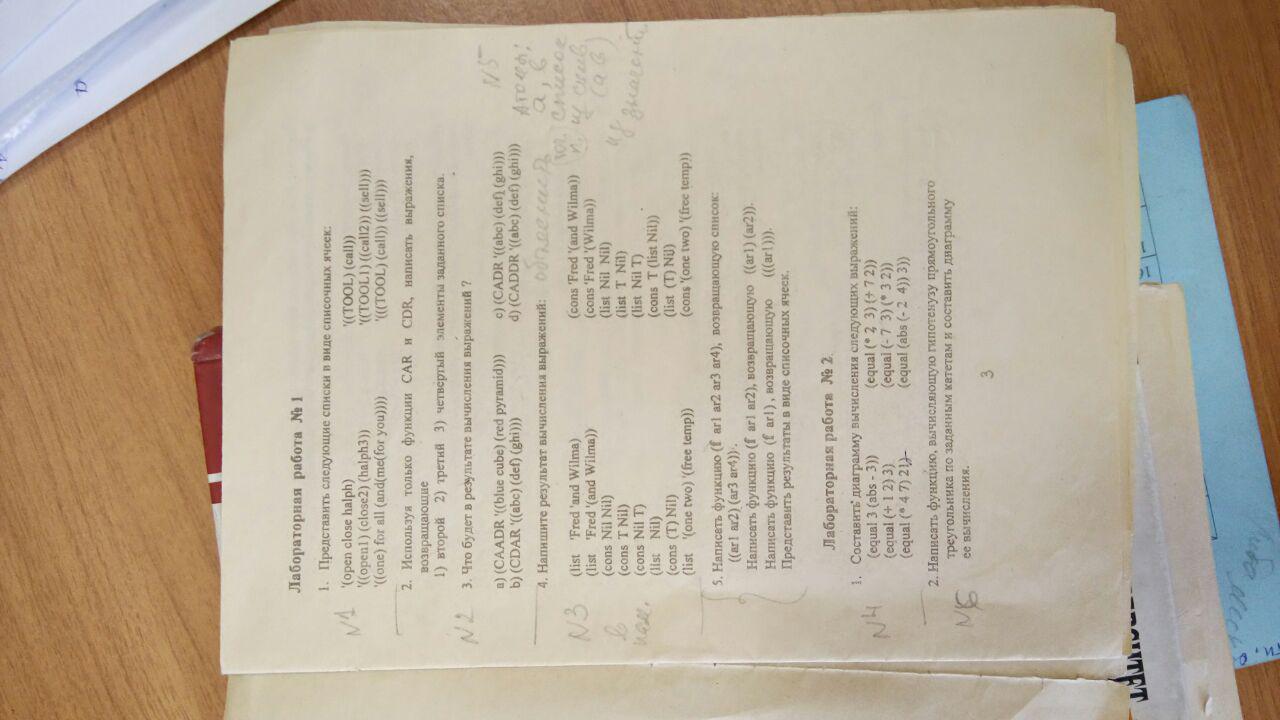 Лабораторная работа № 1
1. Представить следующие списки в виде списочных ячеек:
N1
'(open close halph) '((TOOL) (call))
'((open1) (close2) (halph3)) '((TOOL1) ((call2)) ((sell)))
'((one) for all (and(me(for you)))) '(((TOOL) (call)) ((sell)))
2. Используя только функции CAR и CDR, написать выражения,
возвращающие
1) второй 2) третий 3) четвертый элементы заданного списка.
N2
3. Что будет в результате вычисления выражений ?
a) (CAADR '((blue cube) (red pyramid))) c) (CADR '((abc) (def) (ghi)))
b) (CDAR '((abc) (def) (ghi))) d) (CADDR '((abc) (def) (ghi)))
N5
Атомы:
а, в
список
(а в)
4. Напишите результат вычисления выражений: объяснить
N3
в
(list 'Fred 'and Wilma) (cons 'Fred '(and Wilma))
(list 'Fred '(and Wilma)) (cons 'Fred '(Wilma))
(cons Nil Nil) (list Nil Nil)
(cons T Nil) (list T Nil)
(cons Nil T) (list Nil T)
(list Nil) (cons T (list Nil))
(cons (T) Nil) (list (T) Nil)
(list '(one two) '(free temp)) (cons '(one two) '(free temp))
5. Написать функцию (f ar1 ar2 ar3 ar4), возвращающую список:
((ar1 ar2) (ar3 ar4)).
Написать функцию (f ar1 ar2), возвращающую ((ar1) (ar2)).
Написать функцию (f ar1) , возвращающую (((ar1))).
Представить результаты в виде списочных ячеек.
Лабораторная работа № 2.
1. Составить диаграмму вычисления следующих выражений:
N4
(equal 3 (abs - 3)) (equal (* 2 3) (+ 7 2))
(equal (+ 1 2) 3) (equal (- 7 3) (* 3 2))
(equal (* 4 7) 21) (equal (abs (- 2 4)) 3))
2. Написать функцию, вычисляющую гипотенузу прямоугольного
треугольника по заданным катетам и составить диаграмму
ее вычисления.
N6
3